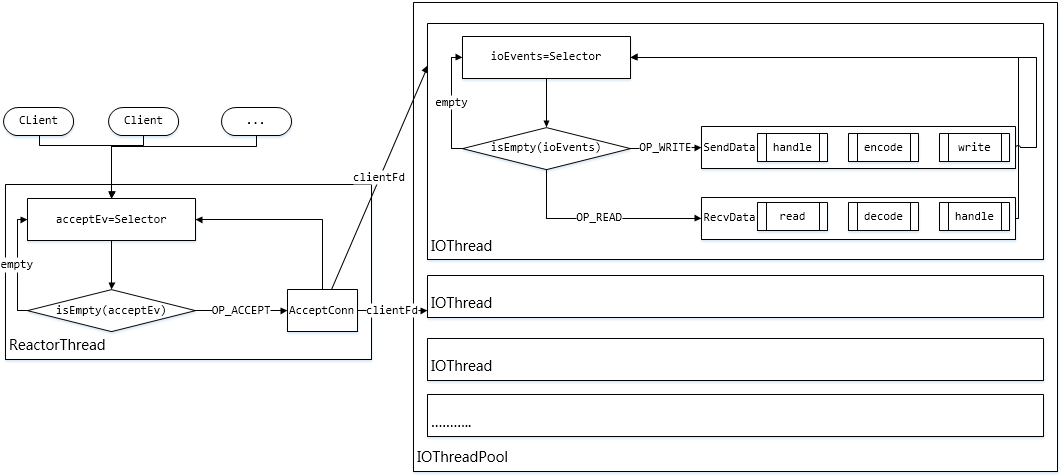 CLient
Client
...
acceptEv=Selector
empty
isEmpty(acceptEv)
OP_ACCEPT
AcceptConn
ReactorThread
clientFd
clientFd
ioEvents=Selector
empty
isEmpty(ioEvents)
OP_WRITE
SendData
handle
encode
write
OP_READ
RecvData
read
decode
handle
IOThread
IOThread
IOThread
...........
IOThreadPool